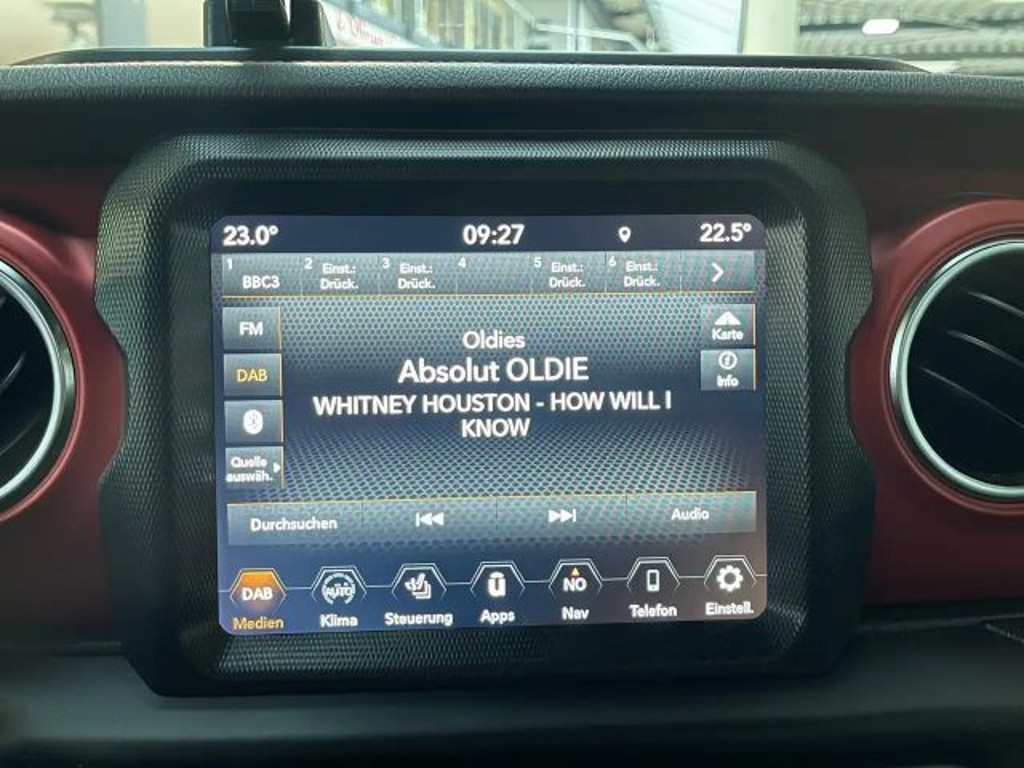 23.0°
09:27
22.5°
1 BBC3
2 Einst.:
Drück.
3 Einst.:
Drück.
4
5 Einst.:
Drück.
6 Einst.:
Drück.
FM
DAB
Quelle
auswäh.
Oldies
Absolut OLDIE
WHITNEY HOUSTON - HOW WILL I
KNOW
Karte
Info
Durchsuchen
Audio
DAB
Medien
AUTO
Klima
Steuerung
Apps
NO
Nav
Telefon
Einstell.